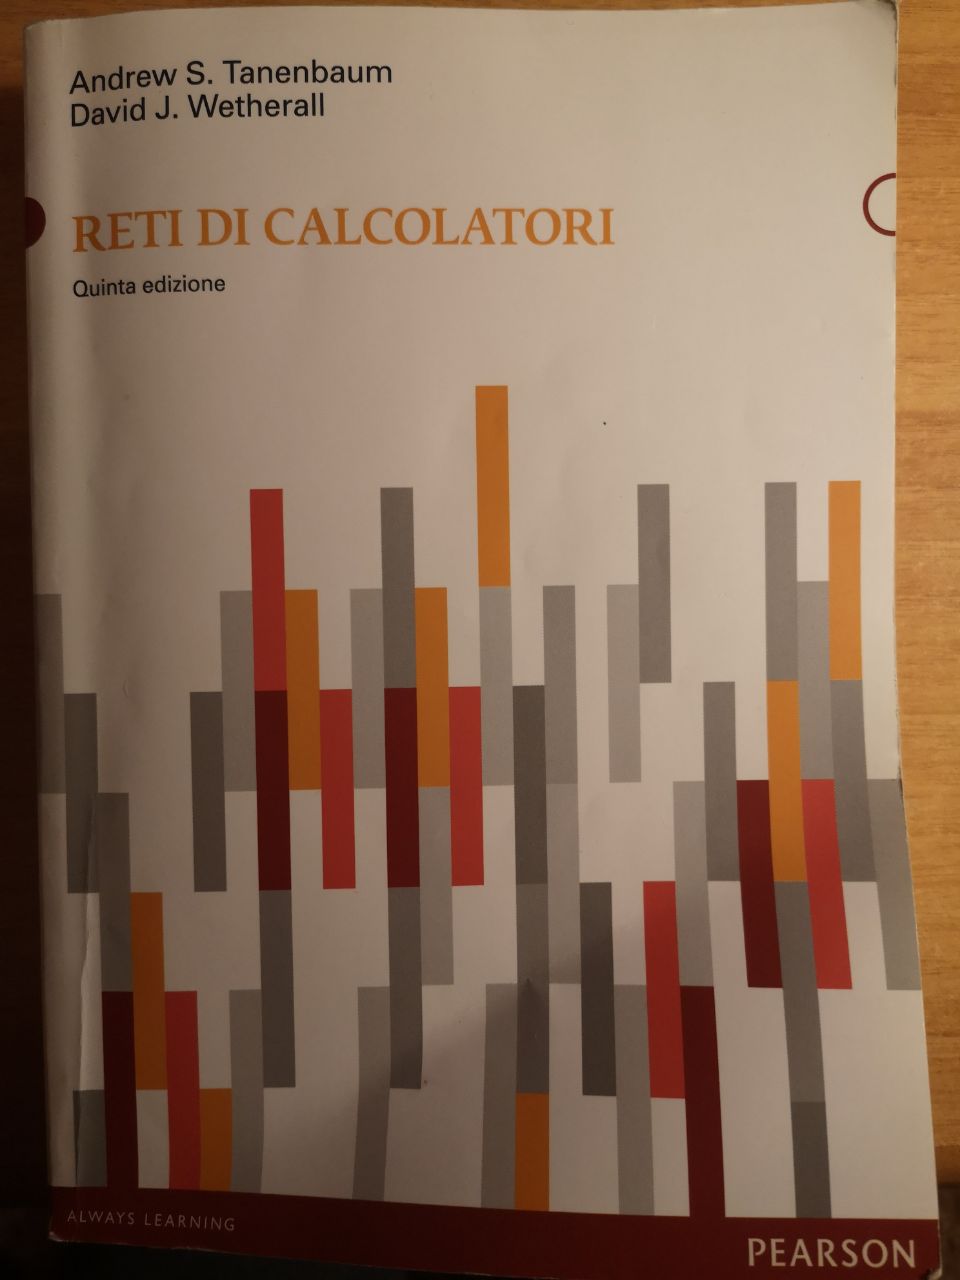 Andrew S. Tanenbaum
David J. Wetherall
RETI DI CALCOLATORI
Quinta edizione
ALWAYS LEARNING
PEARSON